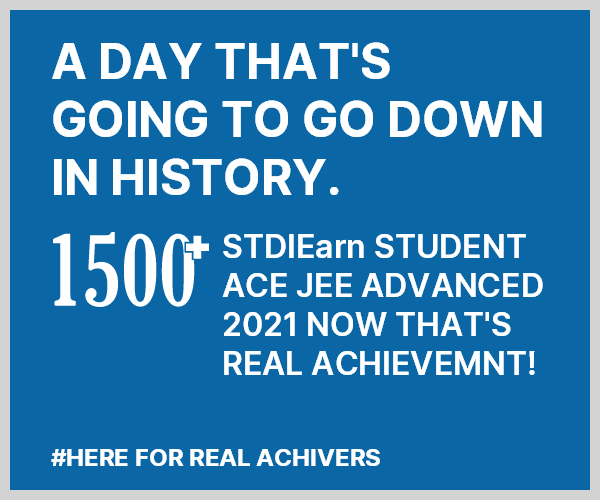 A DAY THAT'S
GOING TO GO DOWN
IN HISTORY.
1500+
STDIEarn STUDENT
ACE JEE ADVANCED
2021 NOW THAT'S
REAL ACHIEVEMNT!
#HERE FOR REAL ACHIVERS